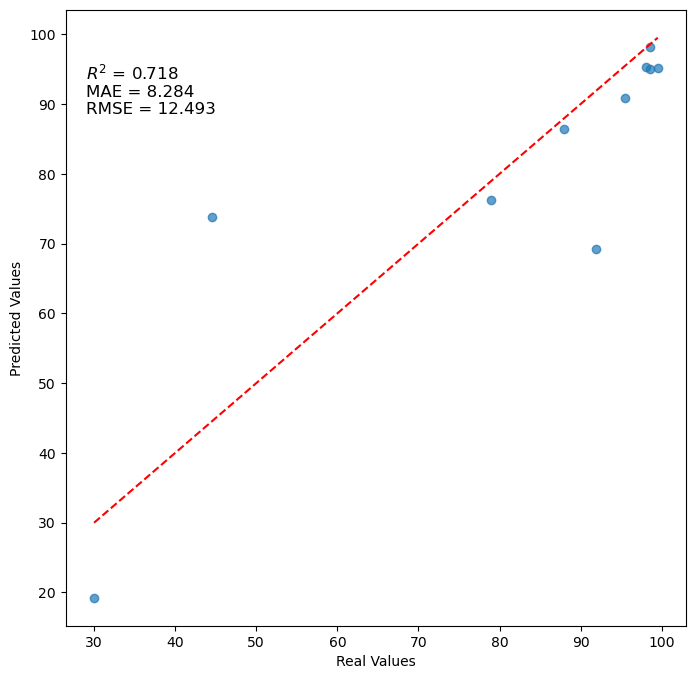 100
90
80
70
60
50
40
30
20
R² = 0.718
MAE = 8.284
RMSE = 12.493
Predicted Values
30 40 50 60 70 80 90 100
Real Values